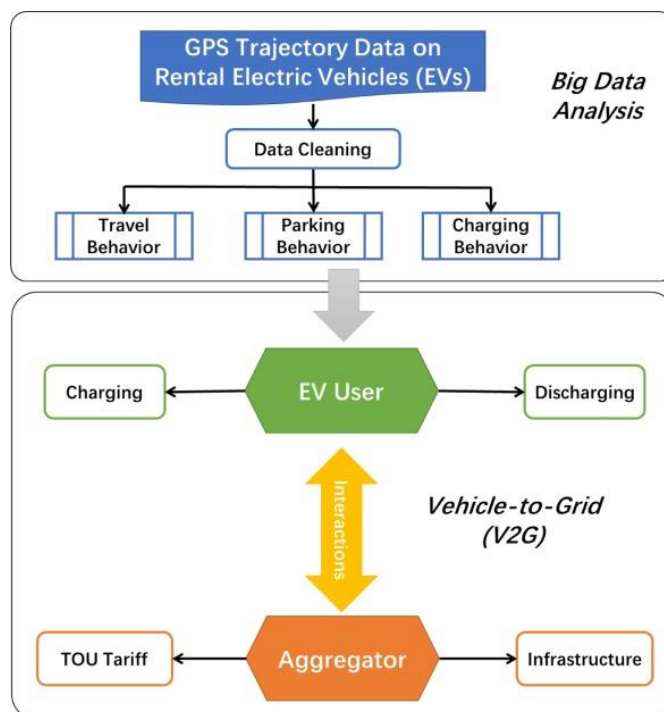 GPS Trajectory Data on
Rental Electric Vehicles (EVs)
Big Data
Analysis
Data Cleaning
Travel
Behavior
Parking
Behavior
Charging
Behavior
Charging
EV User
Discharging
Interactions
Vehicle-to-Grid
(V2G)
TOU Tariff
Aggregator
Infrastructure